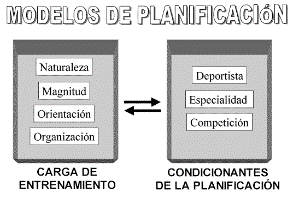 MODELOS DE PLANIFICACIÓN
Naturaleza
Magnitud
Orientación
Organización
CARGA DE
ENTRENAMIENTO
Deportista
Especialidad
Competición
CONDICIONANTES
DE LA PLANIFICACIÓN